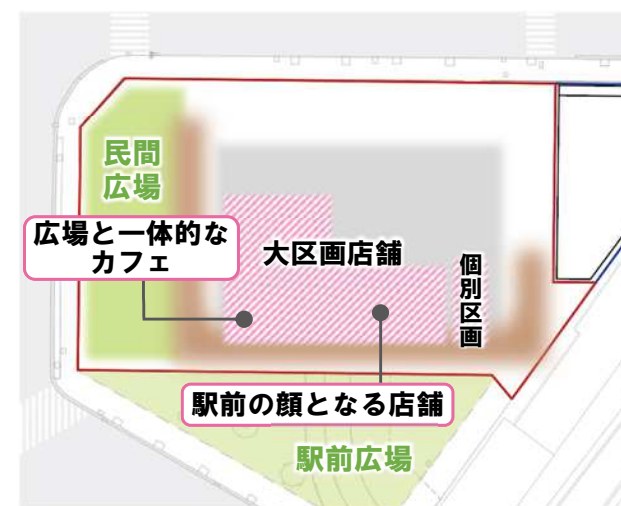 民間
広場
広場と一体的な
カフェ
大区画店舗
個別区画
駅前の顔となる店舗
駅前広場